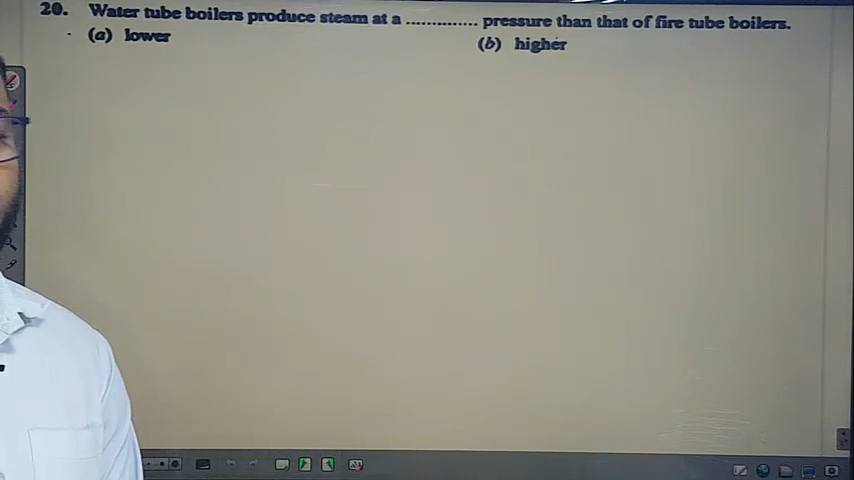 20. Water tube boilers produce steam at a .............. pressure than that of fire tube boilers.
(a) lower (b) higher